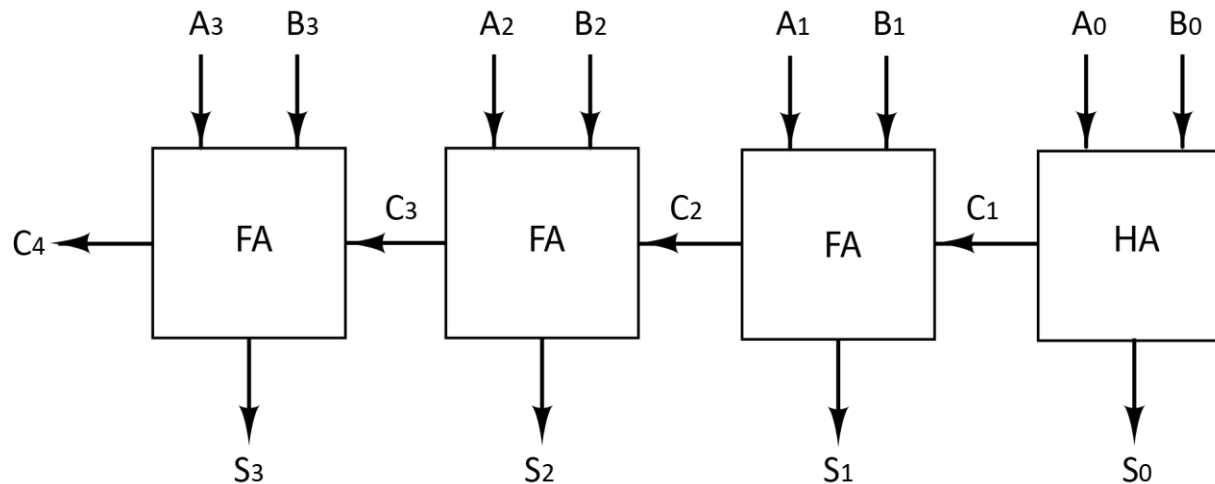 A3 B3 A2 B2 A1 B1 A0 B0
C3 C2 C1
C4 FA FA FA HA
S3 S2 S1 S0